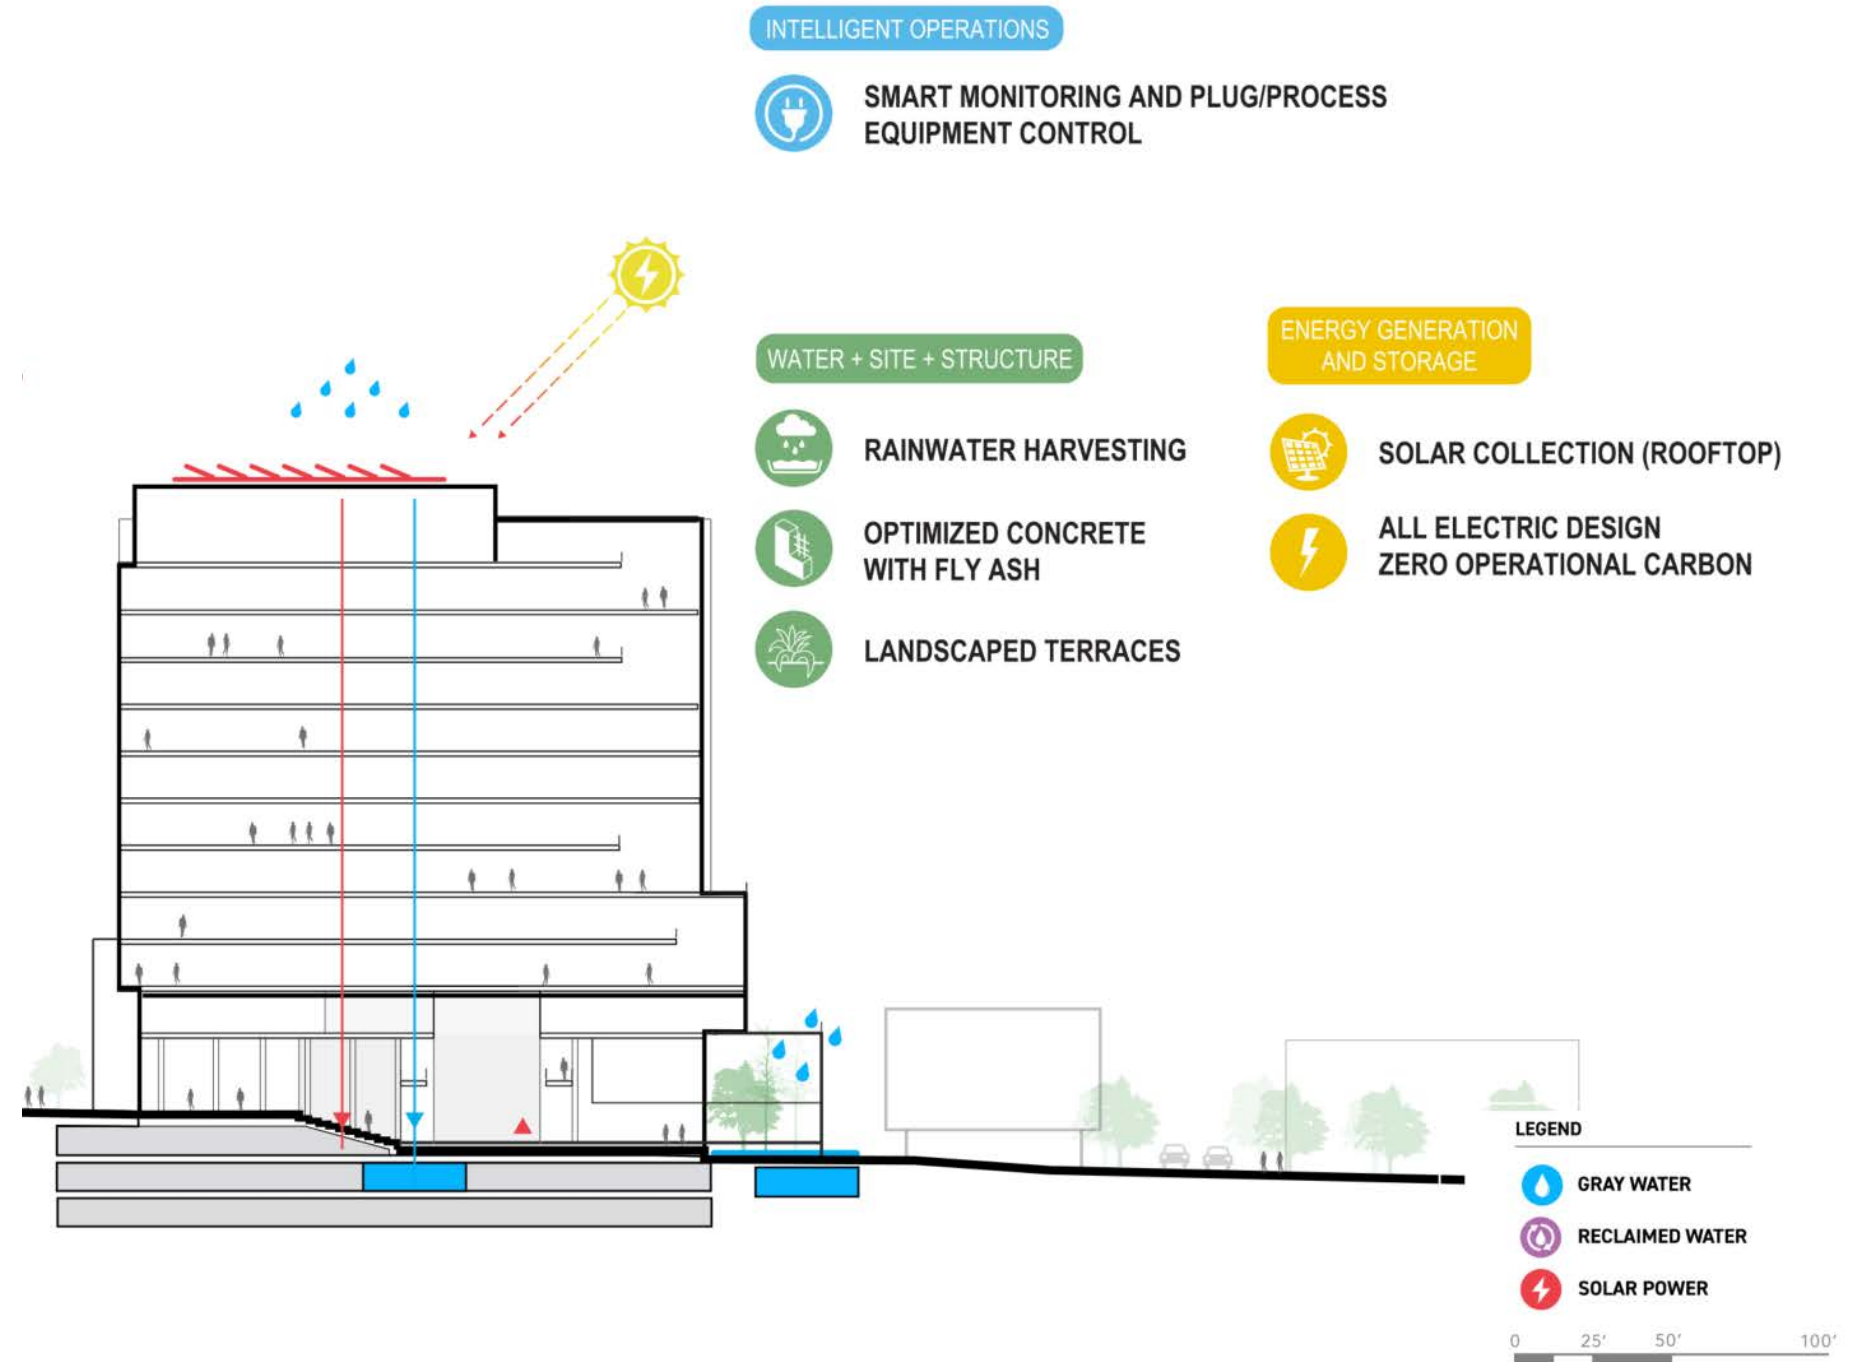 INTELLIGENT OPERATIONS
SMART MONITORING AND PLUG/PROCESS
EQUIPMENT CONTROL
WATER + SITE + STRUCTURE
RAINWATER HARVESTING
OPTIMIZED CONCRETE
WITH FLY ASH
LANDSCAPED TERRACES
ENERGY GENERATION
AND STORAGE
SOLAR COLLECTION (ROOFTOP)
ALL ELECTRIC DESIGN
ZERO OPERATIONAL CARBON
LEGEND
GRAY WATER
RECLAIMED WATER
SOLAR POWER
0 25' 50' 100'